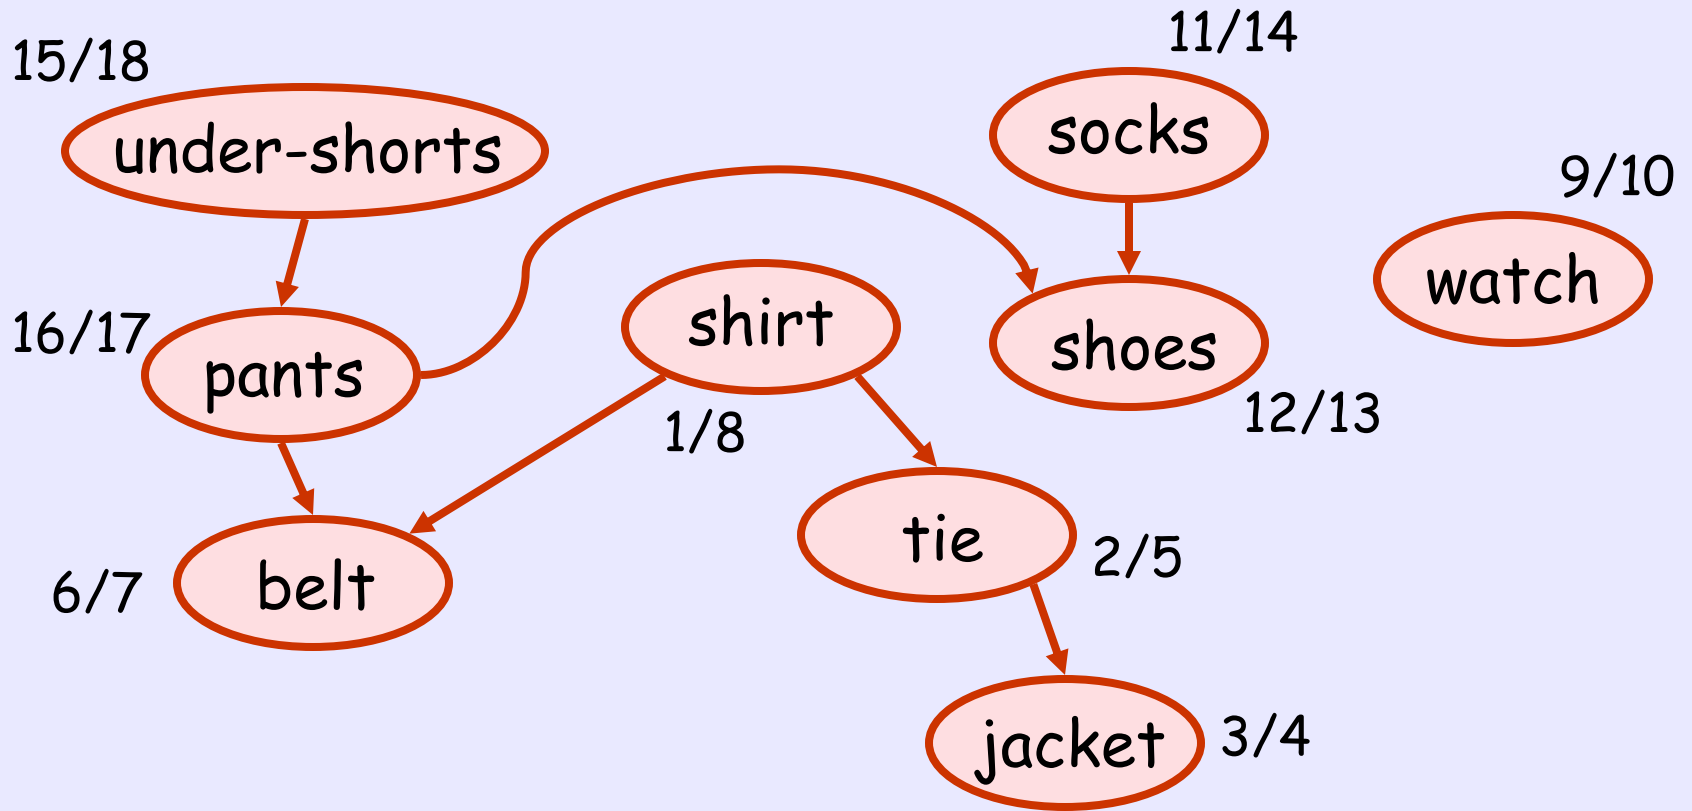 11/14
15/18
socks
under-shorts
9/10
watch
shirt
16/17
shoes
pants
12/13
1/8
tie
2/5
belt
6/7
jacket
3/4